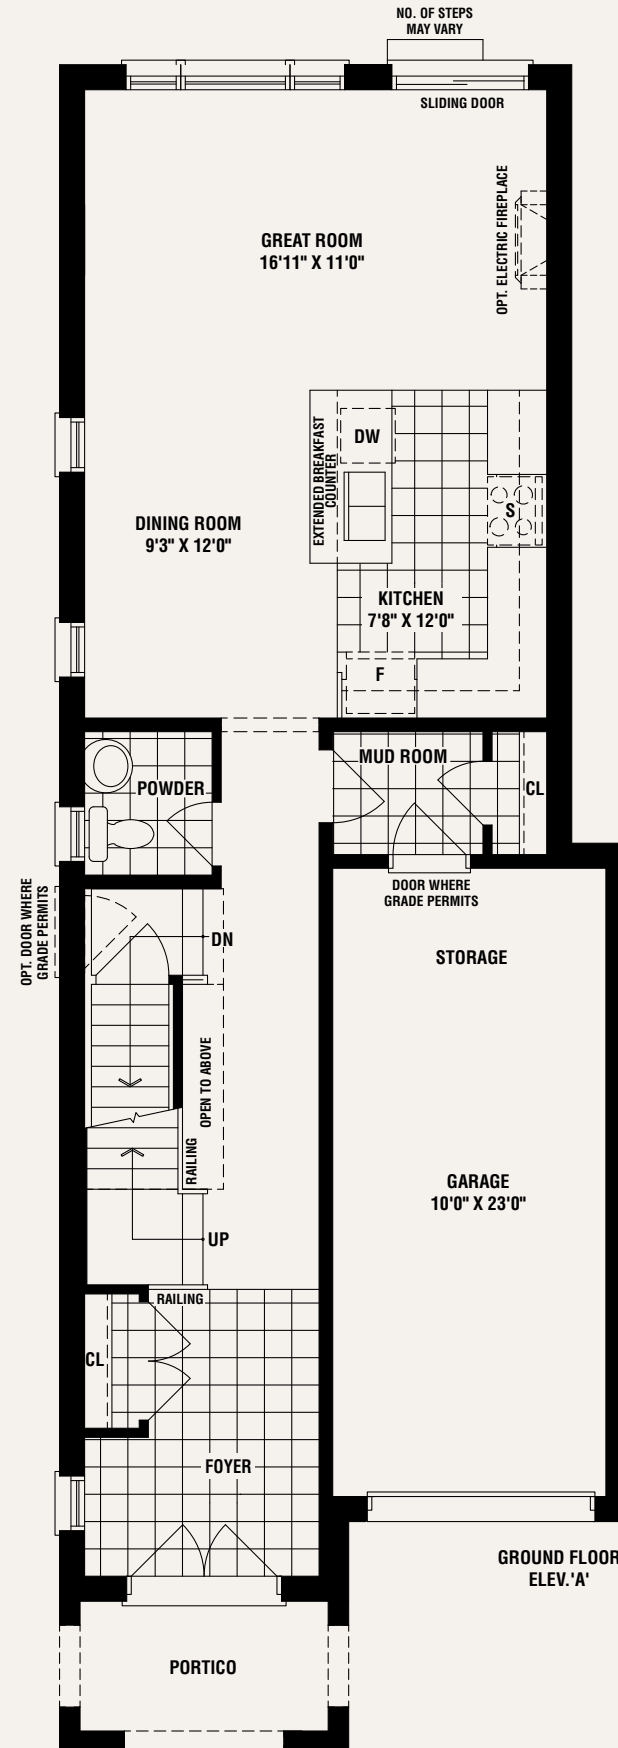 NO. OF STEPS
MAY VARY
SLIDING DOOR
OPT. ELECTRIC FIREPLACE
GREAT ROOM
16'11" X 11'0"
EXTENDED BREAKFAST
COUNTER
DW
S
DINING ROOM
9'3" X 12'0"
KITCHEN
7'8" X 12'0"
F
POWDER
MUD ROOM
CL
DOOR WHERE
GRADE PERMITS
OPT. DOOR WHERE
GRADE PERMITS
DN
STORAGE
OPEN TO ABOVE
RAILING
GARAGE
10'0" X 23'0"
UP
RAILING
CL
FOYER
GROUND FLOOR
ELEV.'A'
PORTICO